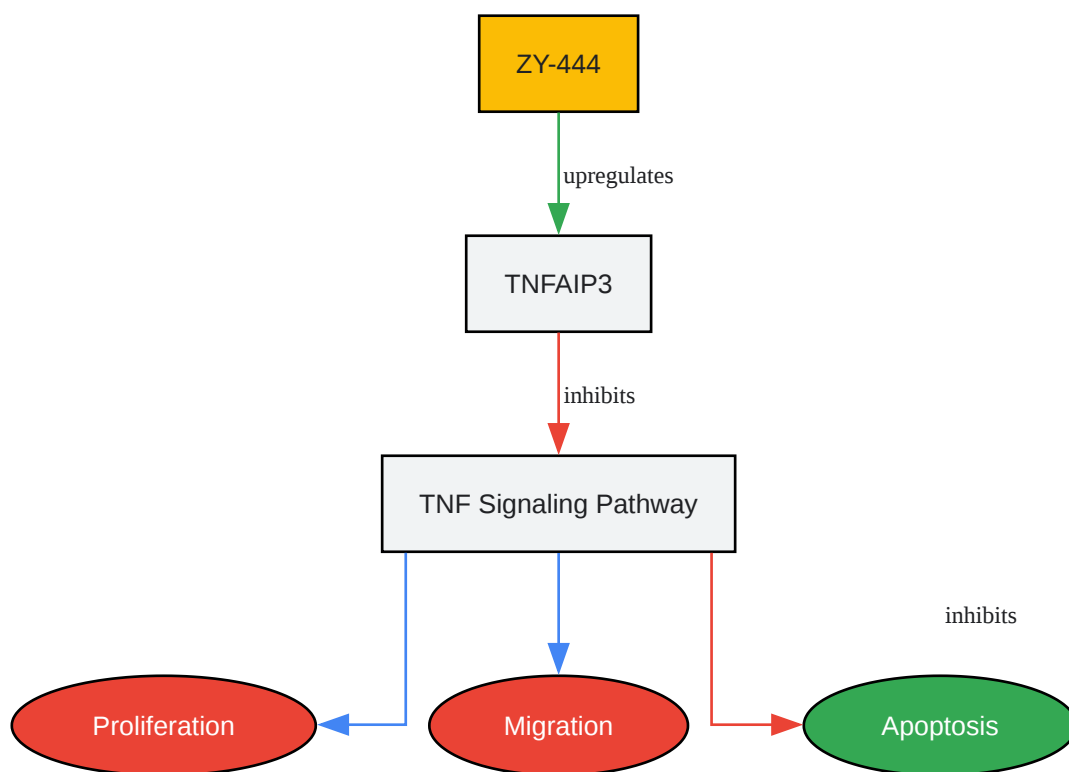 ZY-444
upregulates
TNFAIP3
inhibits
TNF Signaling Pathway
inhibits
Proliferation
Migration
Apoptosis